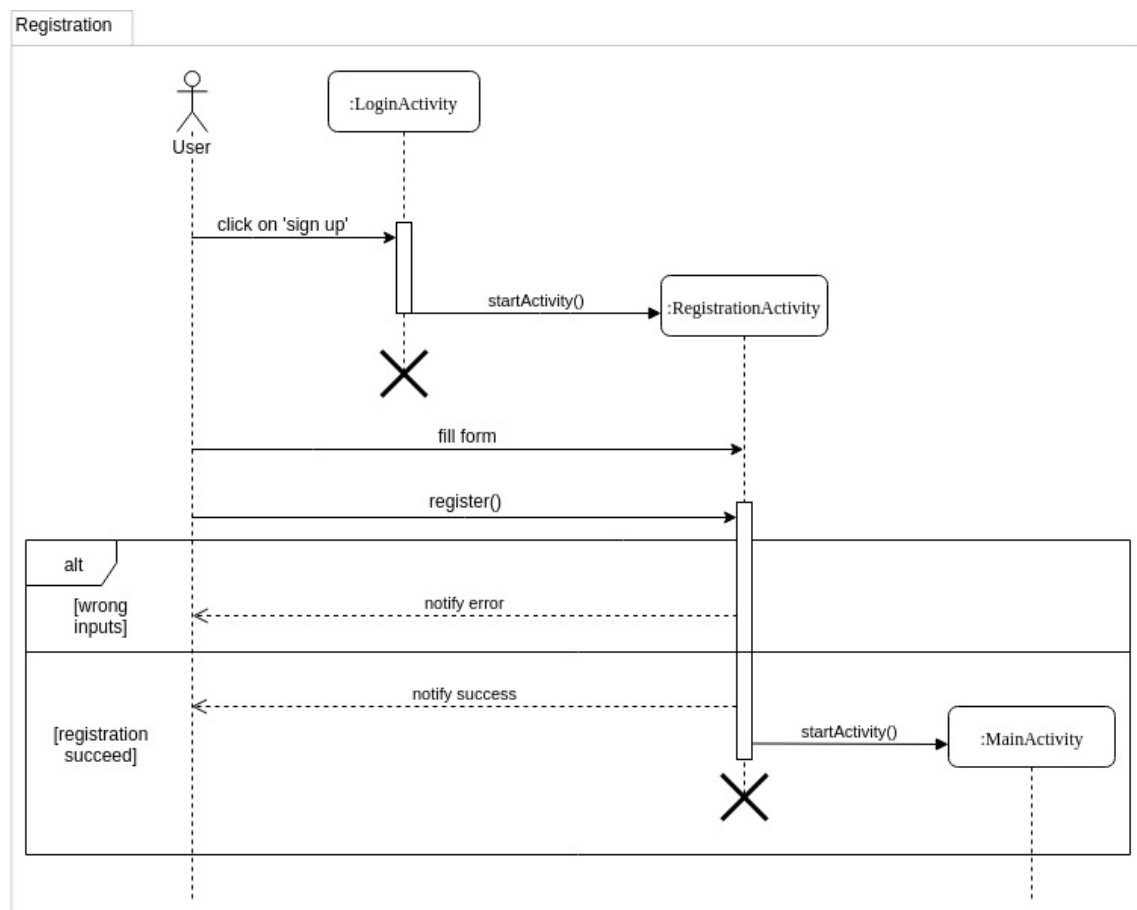 Registration
:LoginActivity
User
click on 'sign up'
startActivity()
:RegistrationActivity
fill form
register()
alt
[wrong
inputs]
notify error
notify success
[registration
succeed]
startActivity()
:MainActivity